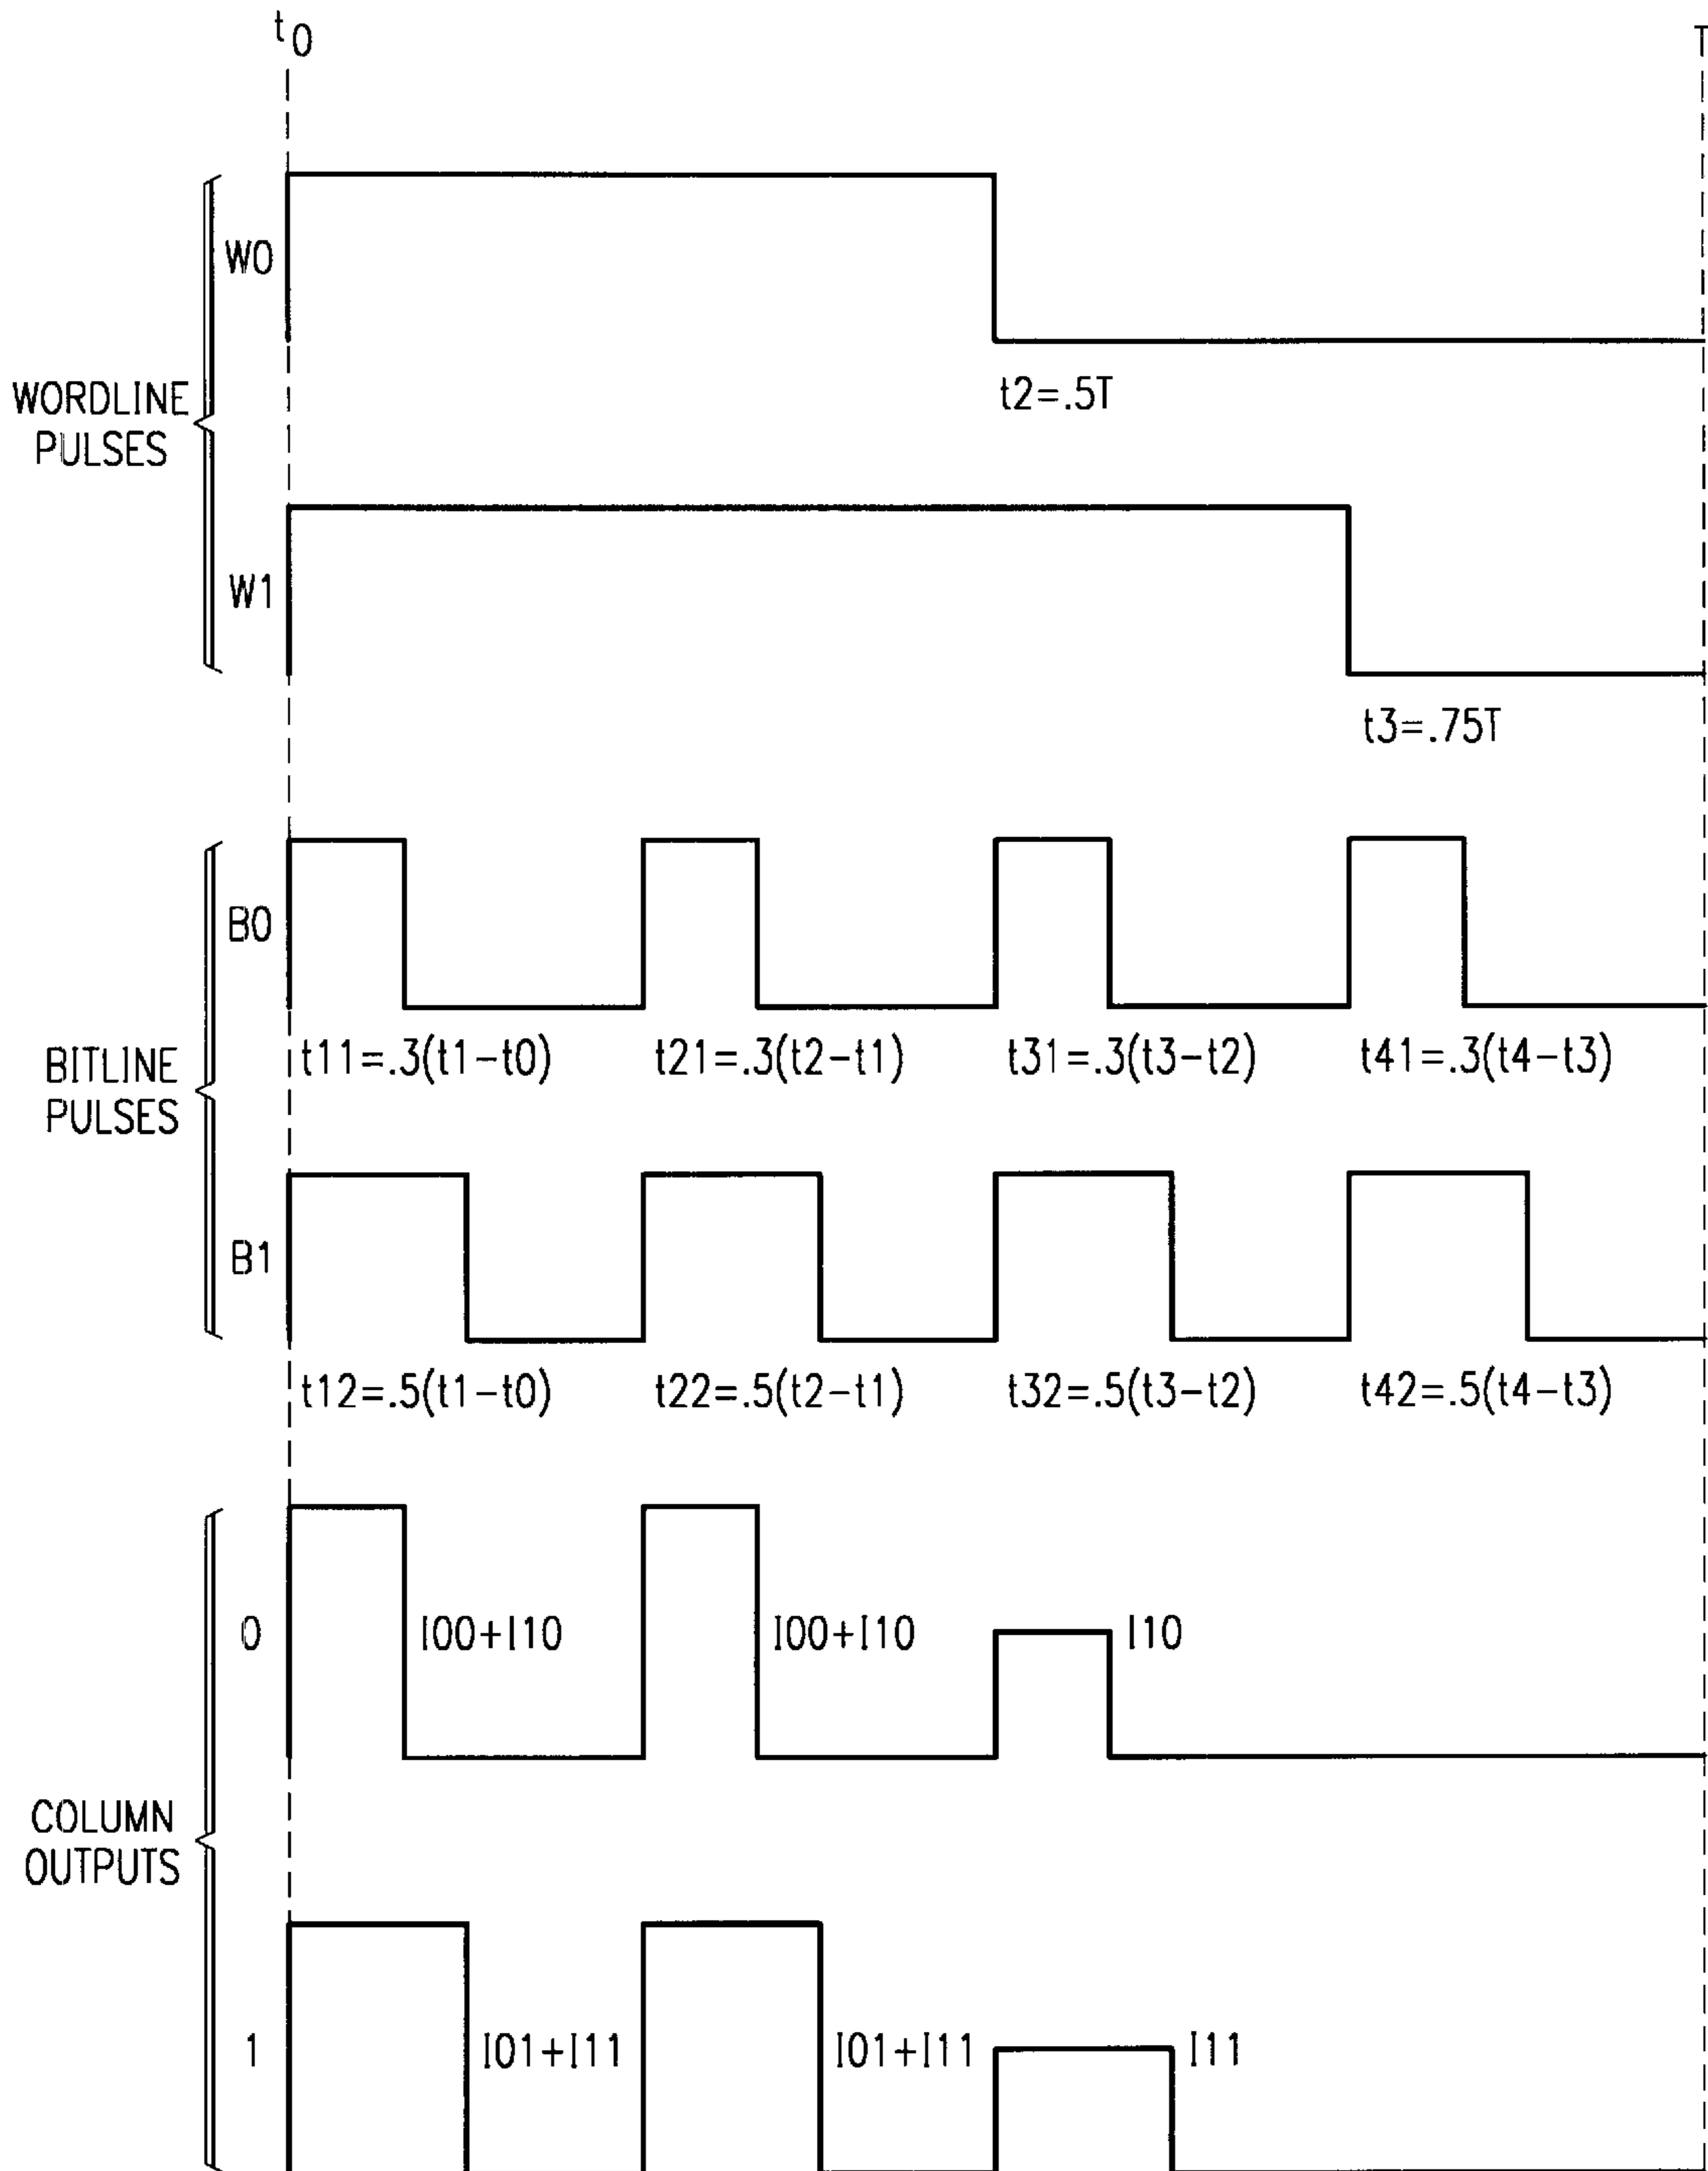 t0
T
W0
t2=.5T
WORDLINE
PULSES
W1
t3=.75T
B0
t11=.3(t1-t0)
t21=.3(t2-t1)
t31=.3(t3-t2)
t41=.3(t4-t3)
BITLINE
PULSES
B1
t12=.5(t1-t0)
t22=.5(t2-t1)
t32=.5(t3-t2)
t42=.5(t4-t3)
0
I00+I10
I00+I10
I10
COLUMN
OUTPUTS
1
I01+I11
I01+I11
I11